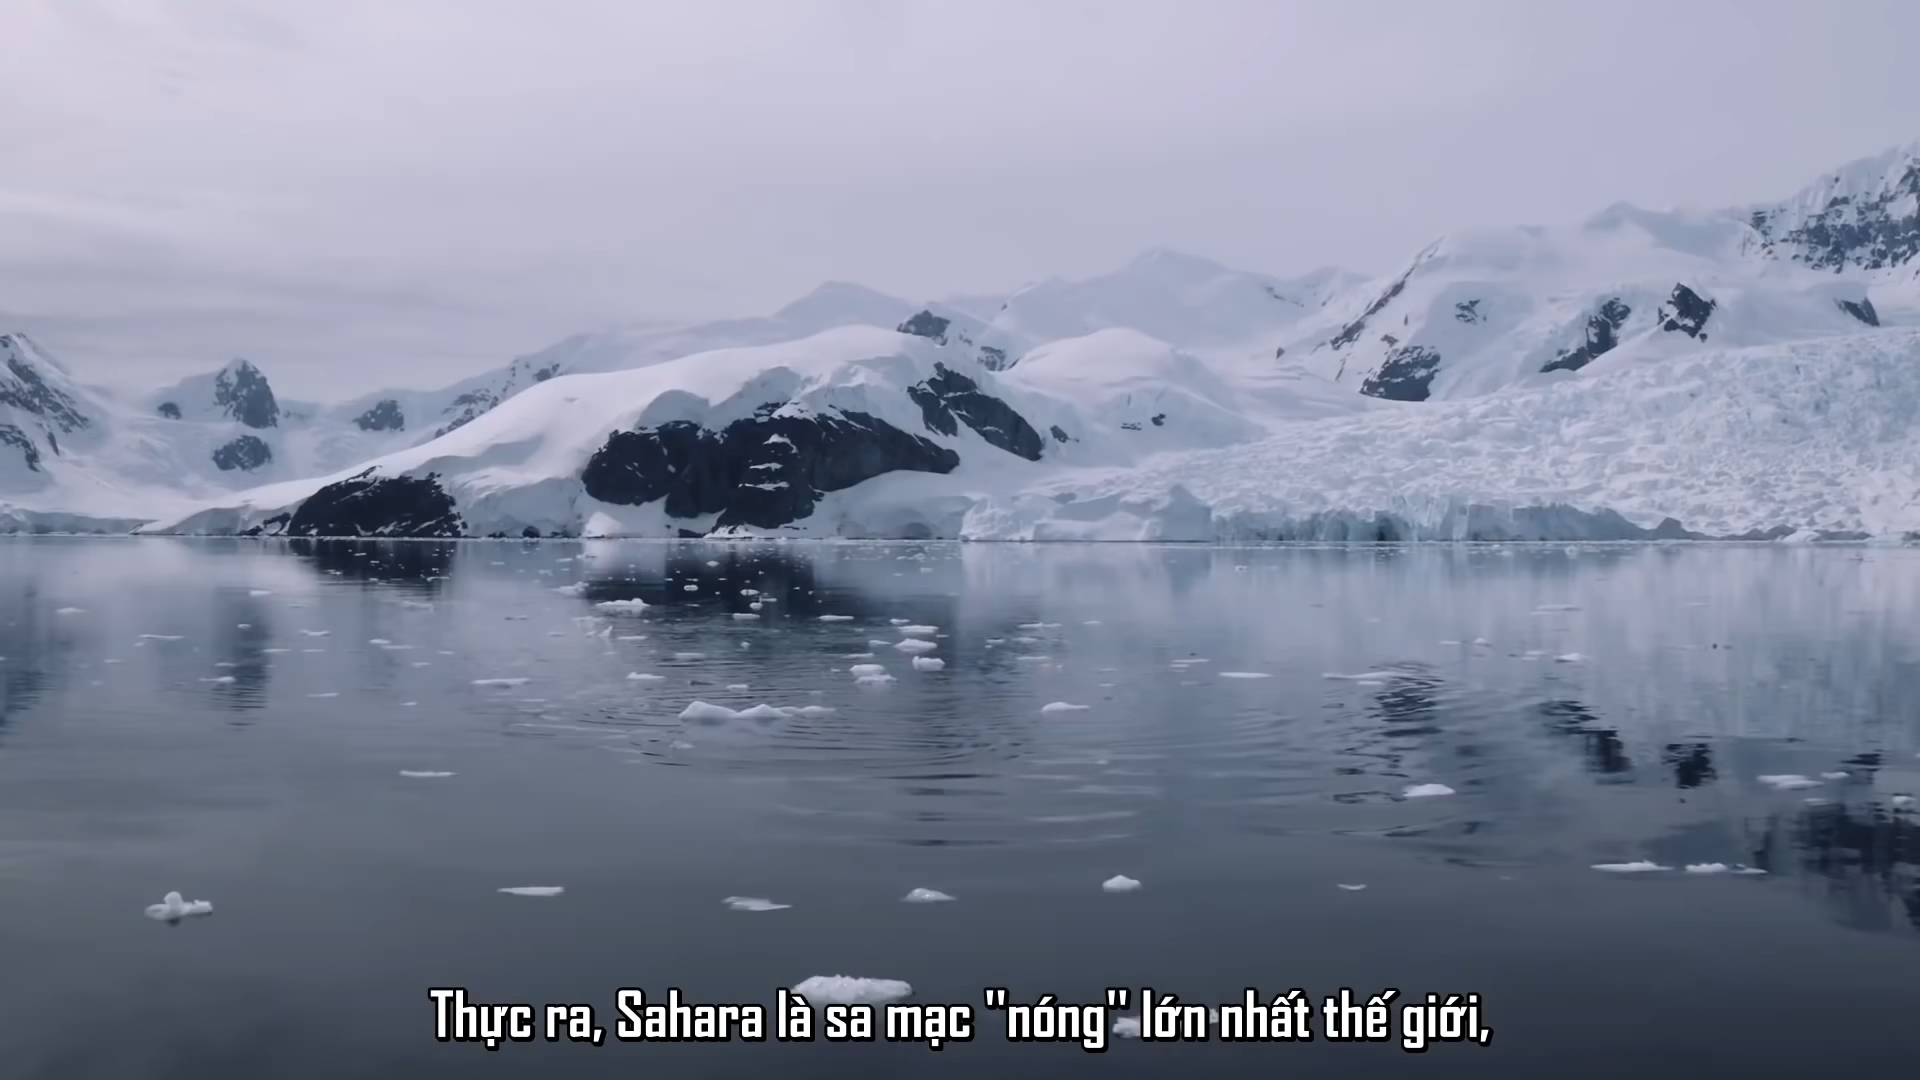 Thực ra, Sahara là sa mạc "nóng" lớn nhất thế giới,